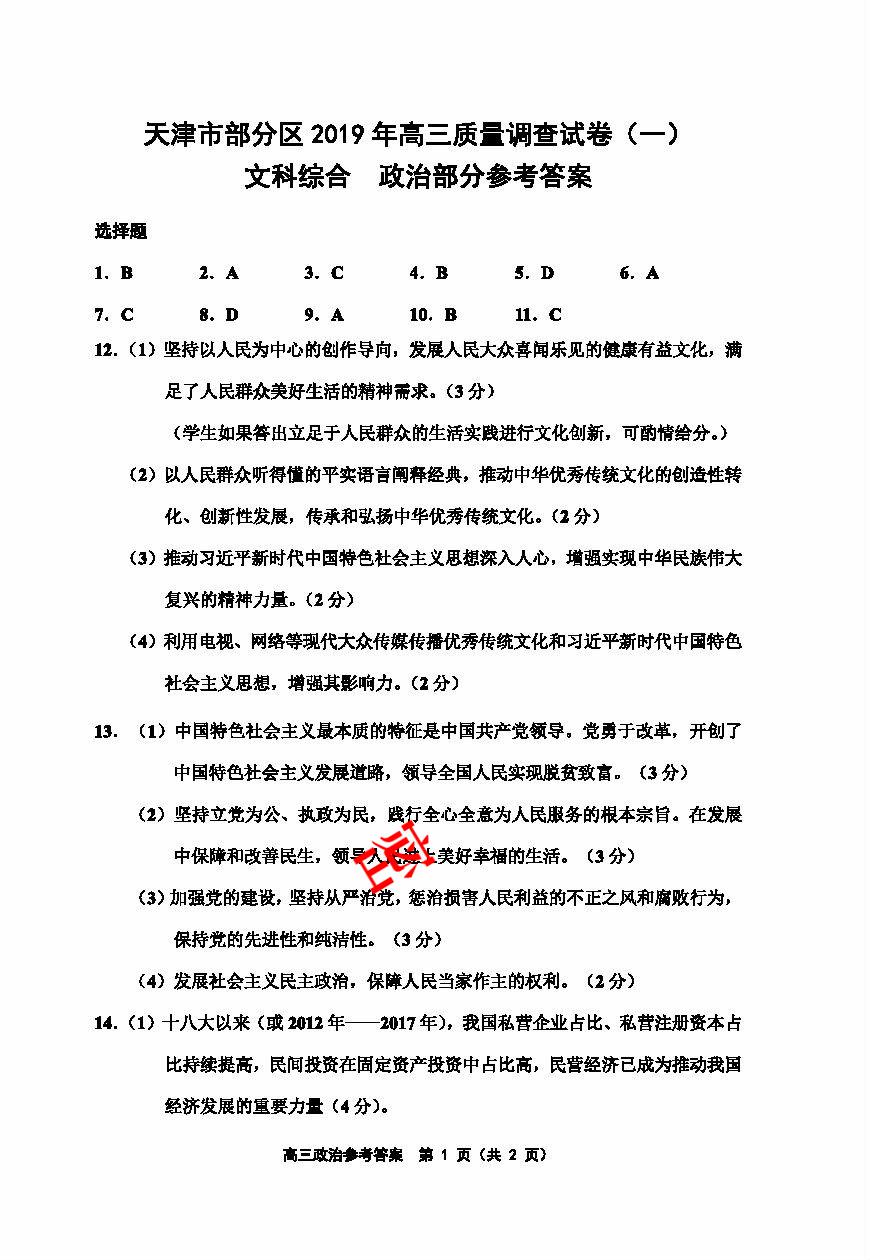 天津市部分区 2019 年高三质量调查试卷（一）
文科综合 政治部分参考答案
选择题
1. B 2. A 3. C 4. B 5. D 6. A
7. C 8. D 9. A 10. B 11. C
12.（1）坚持以人民为中心的创作导向，发展人民大众喜闻乐见的健康有益文化，满
足了人民群众美好生活的精神需求。（3 分）
（学生如果答出立足于人民群众的生活实践进行文化创新，可酌情给分。）
（2）以人民群众听得懂的平实语言阐释经典，推动中华优秀传统文化的创造性转
化、创新性发展，传承和弘扬中华优秀传统文化。（2 分）
（3）推动习近平新时代中国特色社会主义思想深入人心，增强实现中华民族伟大
复兴的精神力量。（2 分）
（4）利用电视、网络等现代大众传媒传播优秀传统文化和习近平新时代中国特色
社会主义思想，增强其影响力。（2 分）
13. （1）中国特色社会主义最本质的特征是中国共产党领导。党勇于改革，开创了
中国特色社会主义发展道路，领导全国人民实现脱贫致富。（3 分）
（2）坚持立党为公、执政为民，践行全心全意为人民服务的根本宗旨。在发展
中保障和改善民生，领导人民过上美好幸福的生活。（3 分）
（3）加强党的建设，坚持从严治党，惩治损害人民利益的不正之风和腐败行为，
保持党的先进性和纯洁性。（3 分）
（4）发展社会主义民主政治，保障人民当家作主的权利。（2 分）
14.（1）十八大以来（或 2012 年——2017 年），我国私营企业占比、私营注册资本占
比持续提高，民间投资在固定资产投资中占比高，民营经济已成为推动我国
经济发展的重要力量（4 分）。
高三政治参考答案 第 1 页（共 2 页）